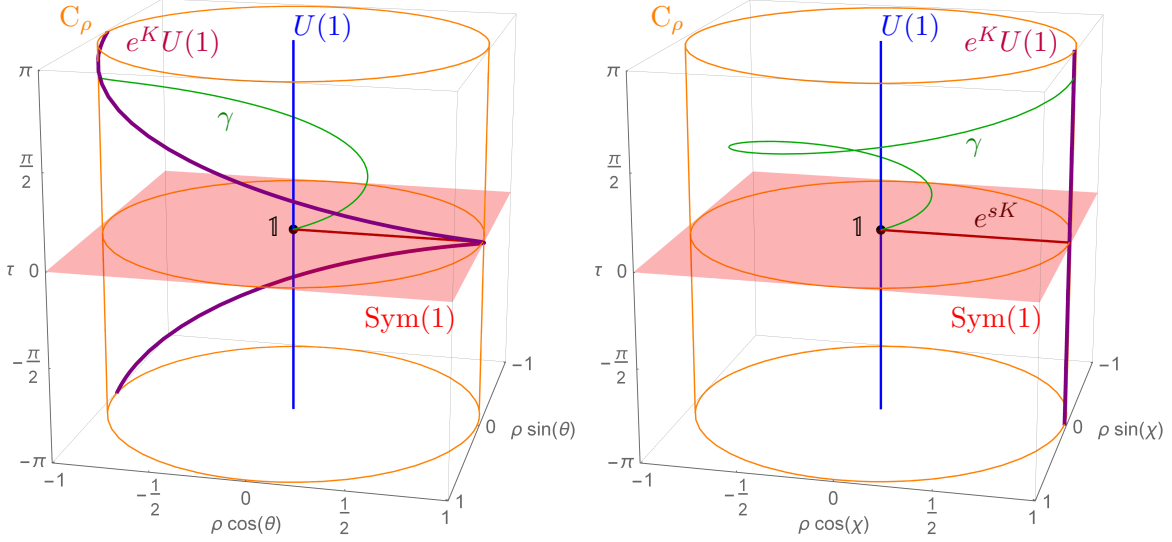 C_ρ
e^K U(1)
U(1)
π
γ
π/2
𝟙
τ 0
Sym(1)
-π/2
-π
-1
-1/2
0
1/2
1
ρ cos(θ)
-1
0
1
ρ sin(θ)
C_ρ
U(1)
e^K U(1)
π
γ
π/2
𝟙
e^{sK}
τ 0
Sym(1)
-π/2
-π
-1
-1/2
0
1/2
1
ρ cos(χ)
-1
0
1
ρ sin(χ)